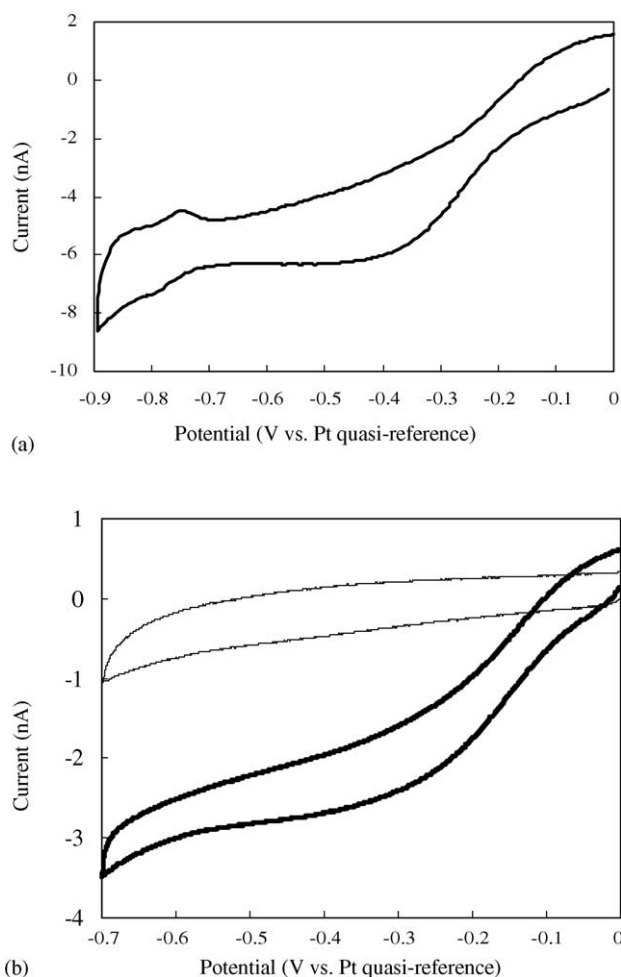 2
0
-2
-4
-6
-8
-10
Current (nA)
-0.9 -0.8 -0.7 -0.6 -0.5 -0.4 -0.3 -0.2 -0.1 0
Potential (V vs. Pt quasi-reference)
(a)
1
0
-1
-2
-3
-4
Current (nA)
-0.7 -0.6 -0.5 -0.4 -0.3 -0.2 -0.1 0
Potential (V vs. Pt quasi-reference)
(b)